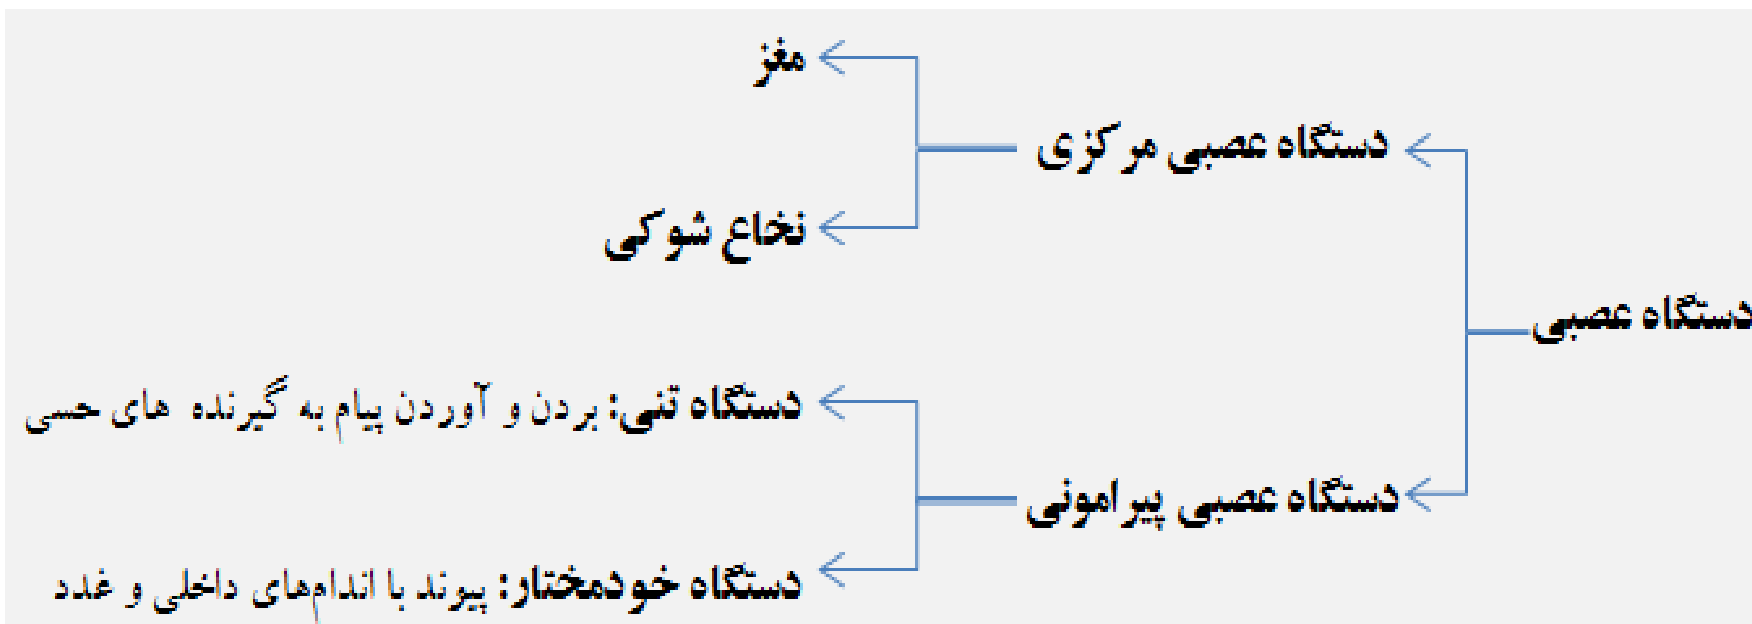 مغز
دستگاه عصبی مرکزی
نخاع شوکی
دستگاه عصبی
دستگاه تنی: بردن و آوردن پیام به گیرنده های حسی
دستگاه عصبی پیرامونی
دستگاه خودمختار: پیوند با اندام‌های داخلی و غدد